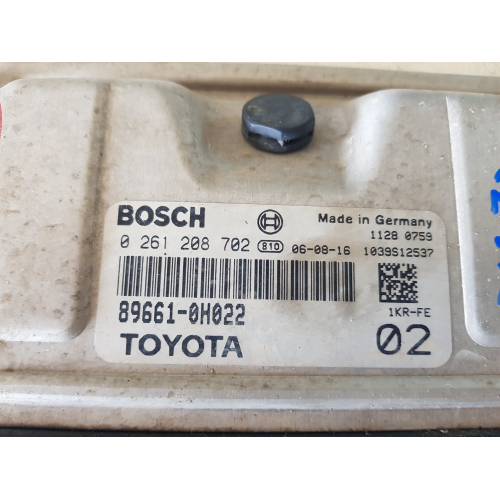 BOSCH Made in Germany
1128 0759
0 261 208 702 810 06-08-16 1039S12537
89661-0H022 1KR-FE
TOYOTA 02